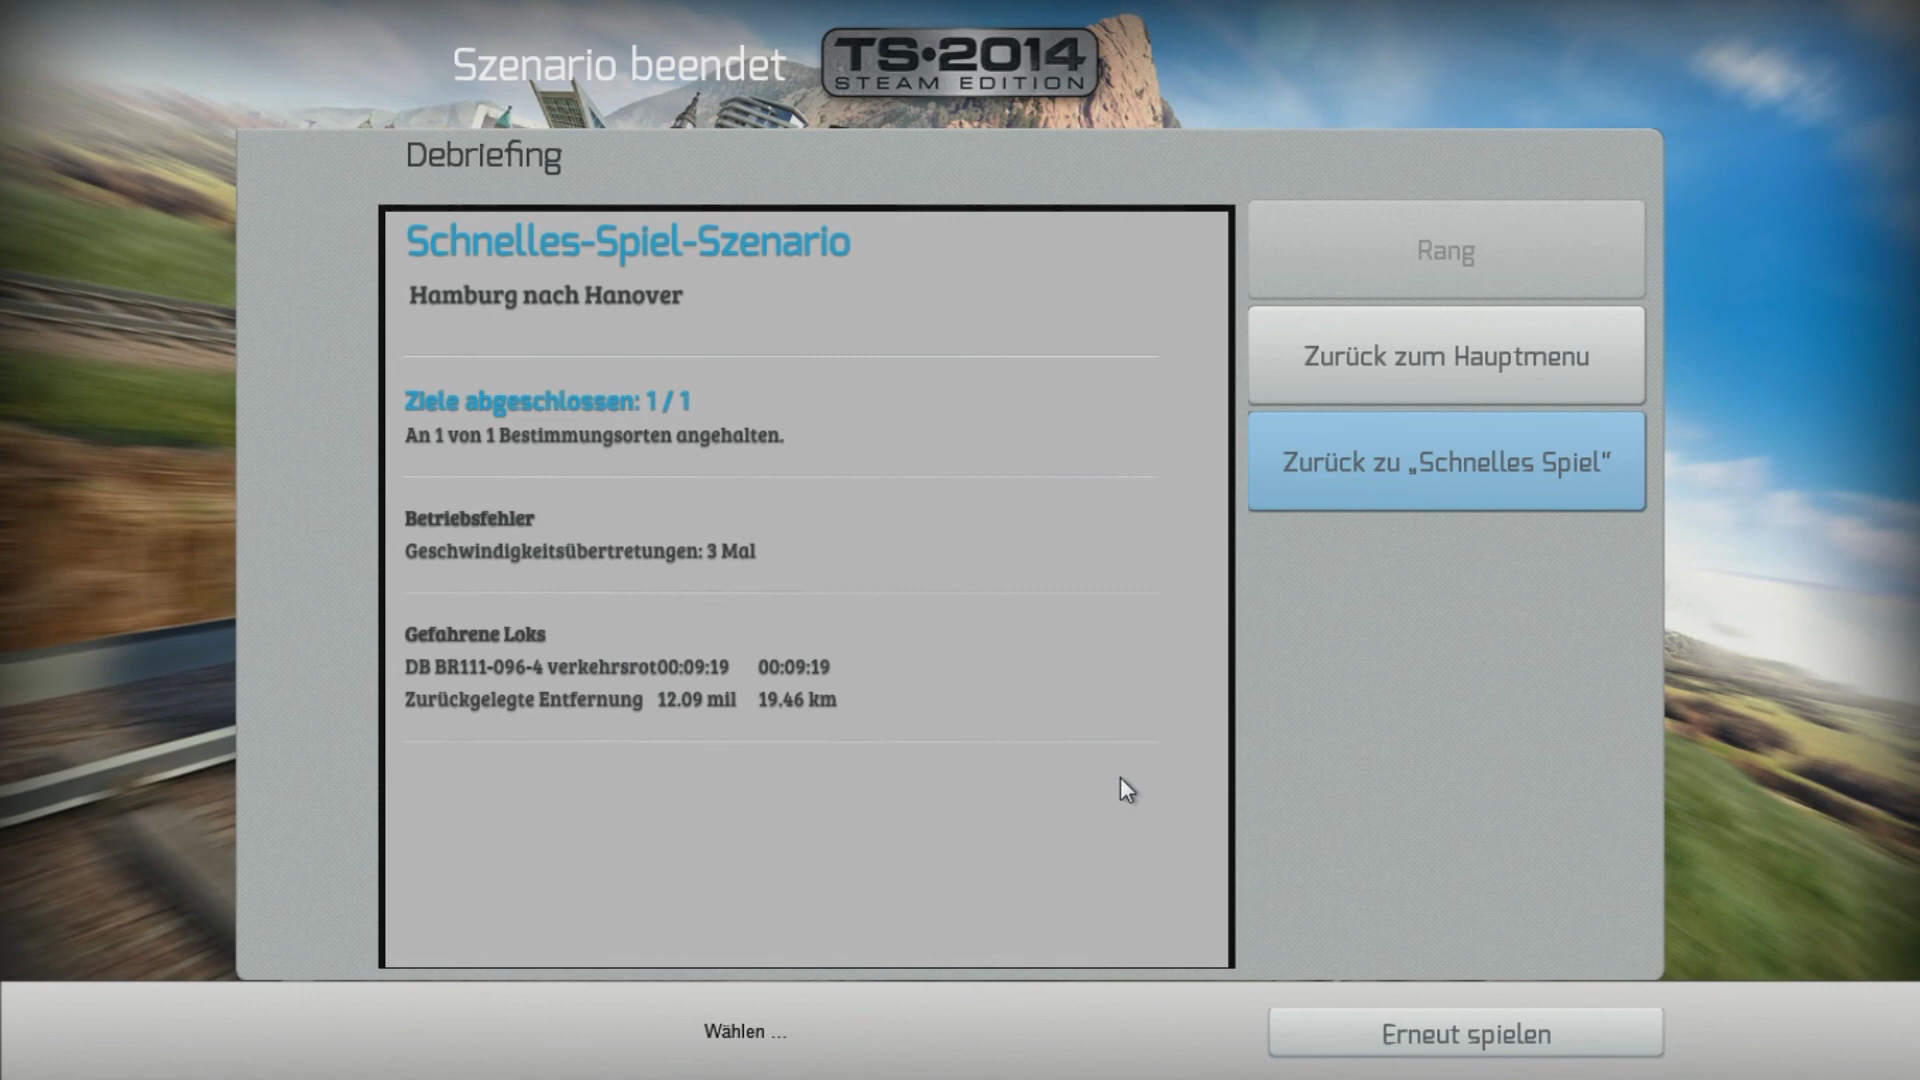 Szenario beendet
TS•2014
STEAM EDITION
Debriefing
Schnelles-Spiel-Szenario
Hamburg nach Hanover
Ziele abgeschlossen: 1 / 1
An 1 von 1 Bestimmungsorten angehalten.
Betriebsfehler
Geschwindigkeitsübertretungen: 3 Mal
Gefahrene Loks
DB BR111-096-4 verkehrsrot00:09:19 00:09:19
Zurückgelegte Entfernung 12.09 mil 19.46 km
Rang
Zurück zum Hauptmenu
Zurück zu „Schnelles Spiel“
Wählen ...
Erneut spielen